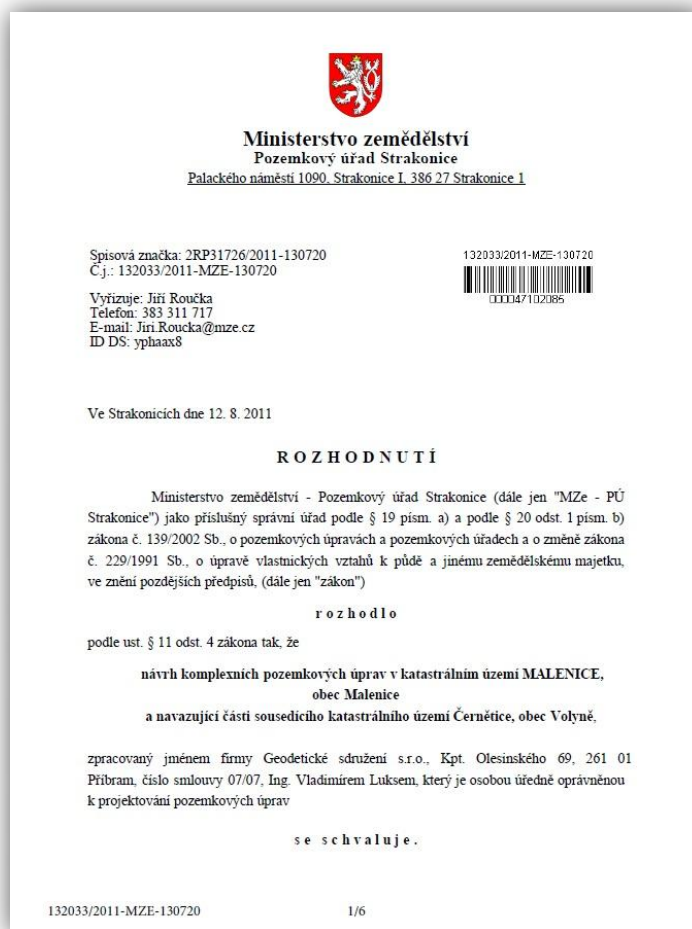 Ministerstvo zemědělství
Pozemkový úřad Strakonice
Palackého náměstí 1090, Strakonice I, 386 27 Strakonice 1
Spisová značka: 2RP31726/2011-130720
Č.j.: 132033/2011-MZE-130720
132033/2011-MZE-130720
000047102086
Vyřizuje: Jiří Roučka
Telefon: 383 311 717
E-mail: Jiri.Roucka@mze.cz
ID DS: yphaax8
Ve Strakonicích dne 12. 8. 2011
ROZHODNUTÍ
Ministerstvo zemědělství - Pozemkový úřad Strakonice (dále jen "MZe - PÚ
Strakonice") jako příslušný správní úřad podle § 19 písm. a) a podle § 20 odst. 1 písm. b)
zákona č. 139/2002 Sb., o pozemkových úpravách a pozemkových úřadech a o změně zákona
č. 229/1991 Sb., o úpravě vlastnických vztahů k půdě a jinému zemědělskému majetku,
ve znění pozdějších předpisů, (dále jen "zákon")
rozhodlo
podle ust. § 11 odst. 4 zákona tak, že
návrh komplexních pozemkových úprav v katastrálním území MALENICE,
obec Malenice
a navazující části sousedícího katastrálního území Černětice, obec Volyně,
zpracovaný jménem firmy Geodetické sdružení s.r.o., Kpt. Olesinského 69, 261 01
Příbram, číslo smlouvy 07/07, Ing. Vladimírem Luksem, který je osobou úředně oprávněnou
k projektování pozemkových úprav
se schvaluje.
132033/2011-MZE-130720 1/6